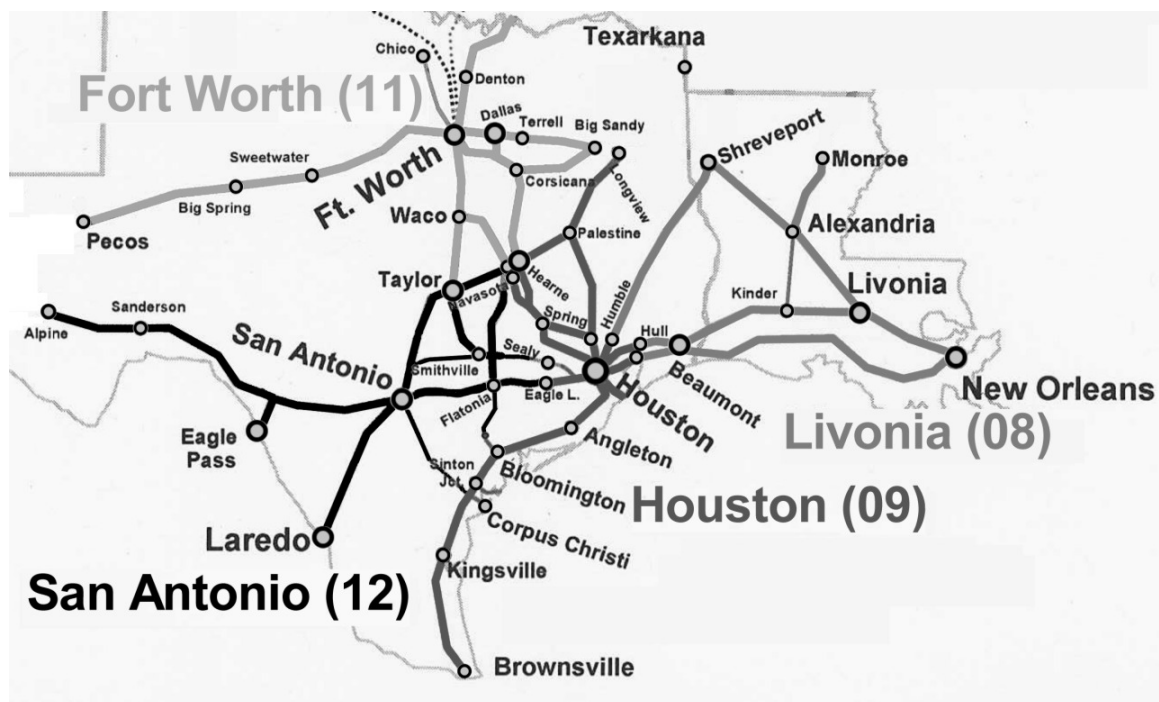 Texarkana
Chico
Denton
Fort Worth (11)
Dallas
Terrell
Big Sandy
Shreveport
Monroe
Sweetwater
Ft. Worth
Corsicana
Longview
Big Spring
Waco
Palestine
Alexandria
Pecos
Taylor
Hearne
Navasota
Livonia
Kinder
Sanderson
Spring
Humble
Hull
Alpine
San Antonio
Sealy
Smithville
Beaumont
New Orleans
Flatonia
Eagle L.
Houston
Livonia (08)
Eagle
Pass
Angleton
Sinton
Jct.
Bloomington
Houston (09)
Corpus Christi
Laredo
Kingsville
San Antonio (12)
Brownsville